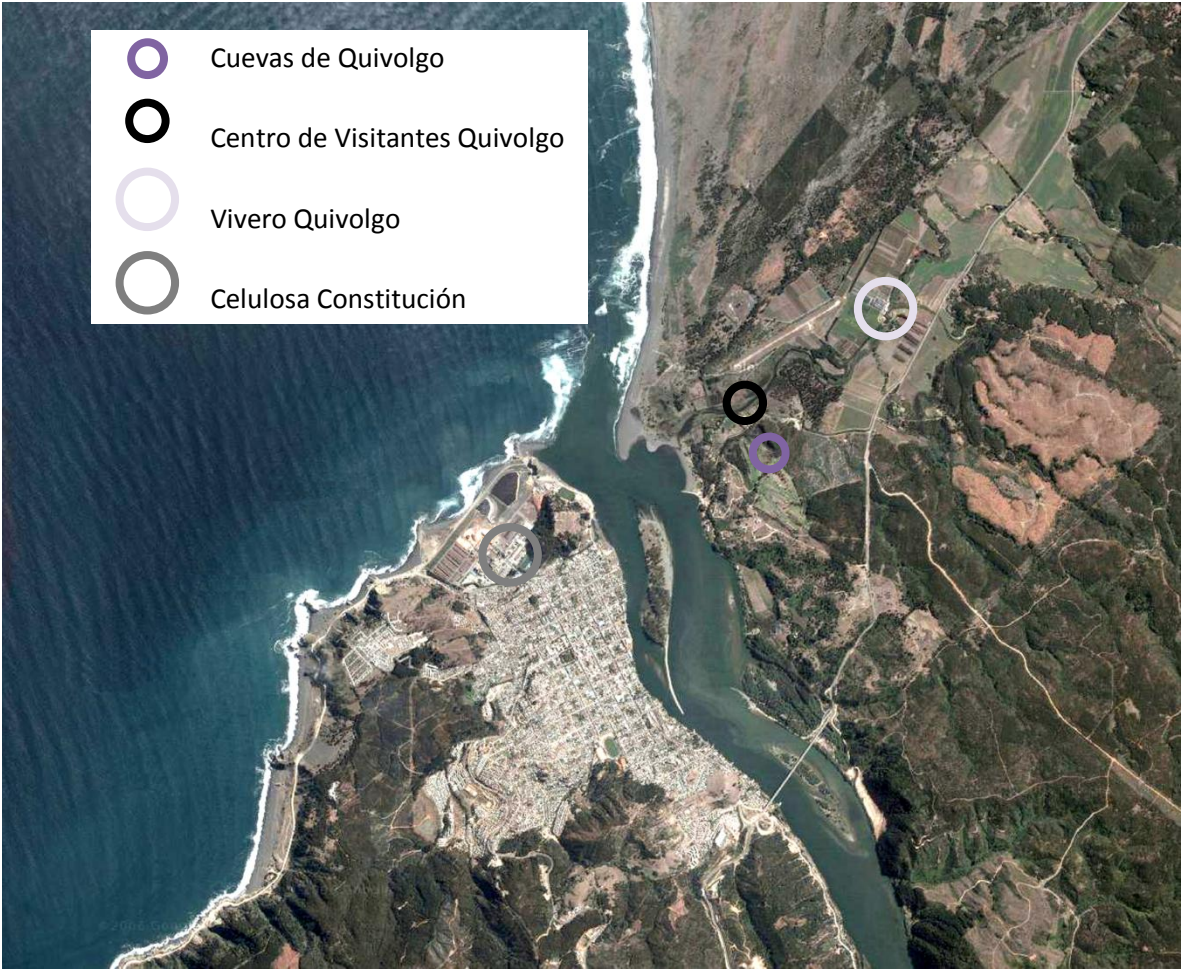 Cuevas de Quivolgo
Centro de Visitantes Quivolgo
Vivero Quivolgo
Celulosa Constitución